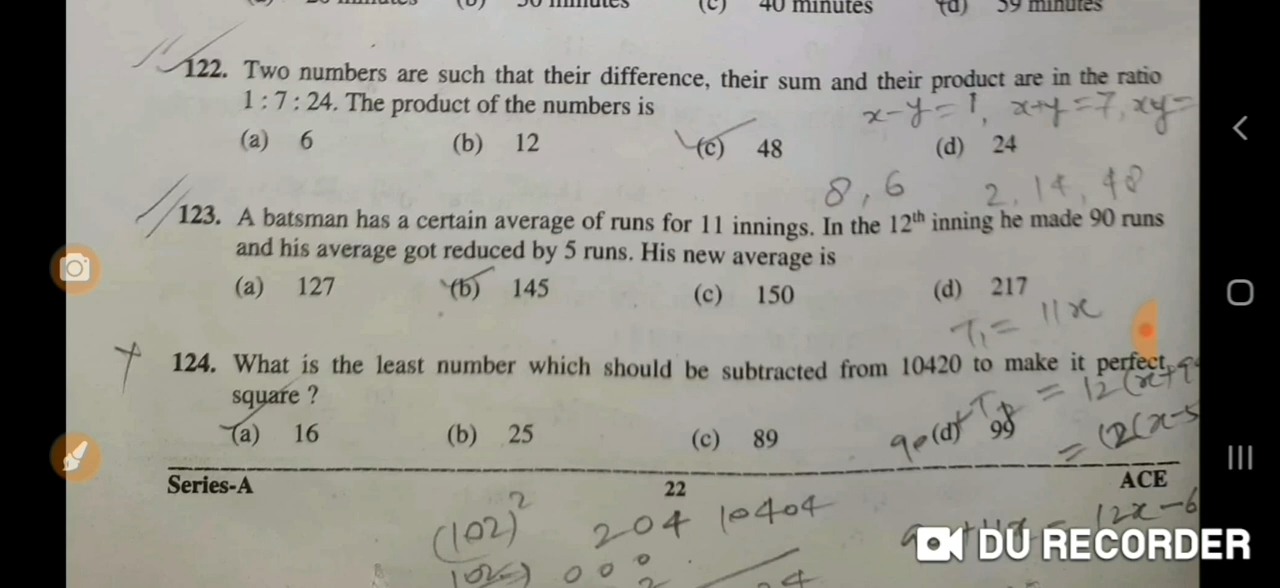 40 minutes
39 minutes
122. Two numbers are such that their difference, their sum and their product are in the ratio
1 : 7 : 24. The product of the numbers is
x-y=1, x+y=7, xy=
(a) 6 (b) 12 (c) 48 (d) 24
8, 6 2, 14, 48
123. A batsman has a certain average of runs for 11 innings. In the 12th inning he made 90 runs
and his average got reduced by 5 runs. His new average is
(a) 127 (b) 145 (c) 150 (d) 217
T₁ = 11x
124. What is the least number which should be subtracted from 10420 to make it perfect
square ?
= 12(x
(a) 16 (b) 25 (c) 89 (d) 99
= 12(x-5
Series-A 22 ACE
(102)² 204 10404
12x-6
DU RECORDER